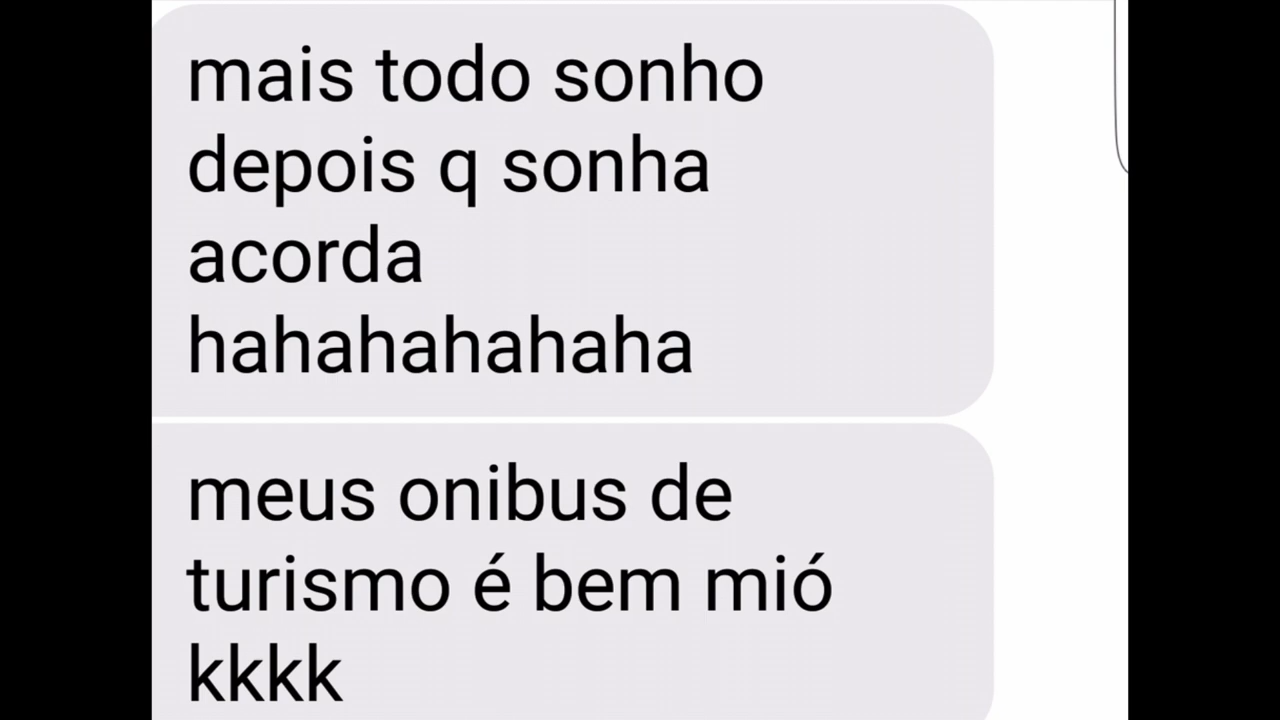 mais todo sonho
depois q sonha
acorda
hahahahahaha
meus onibus de
turismo é bem mió
kkkk